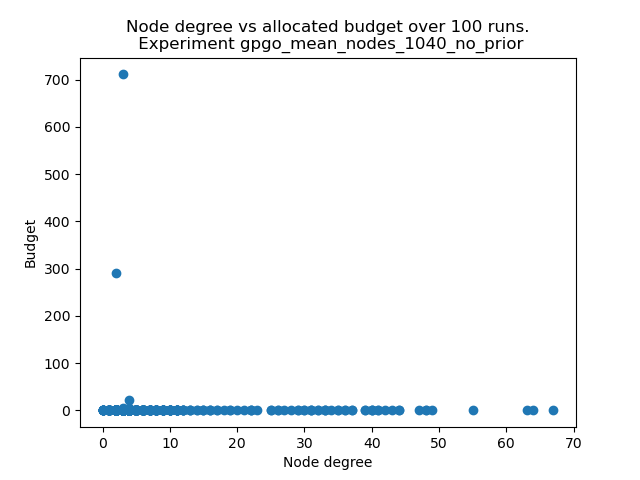 Node degree vs allocated budget over 100 runs.
Experiment gpgo_mean_nodes_1040_no_prior
700
600
500
400
300
200
100
0
Budget
0 10 20 30 40 50 60 70
Node degree